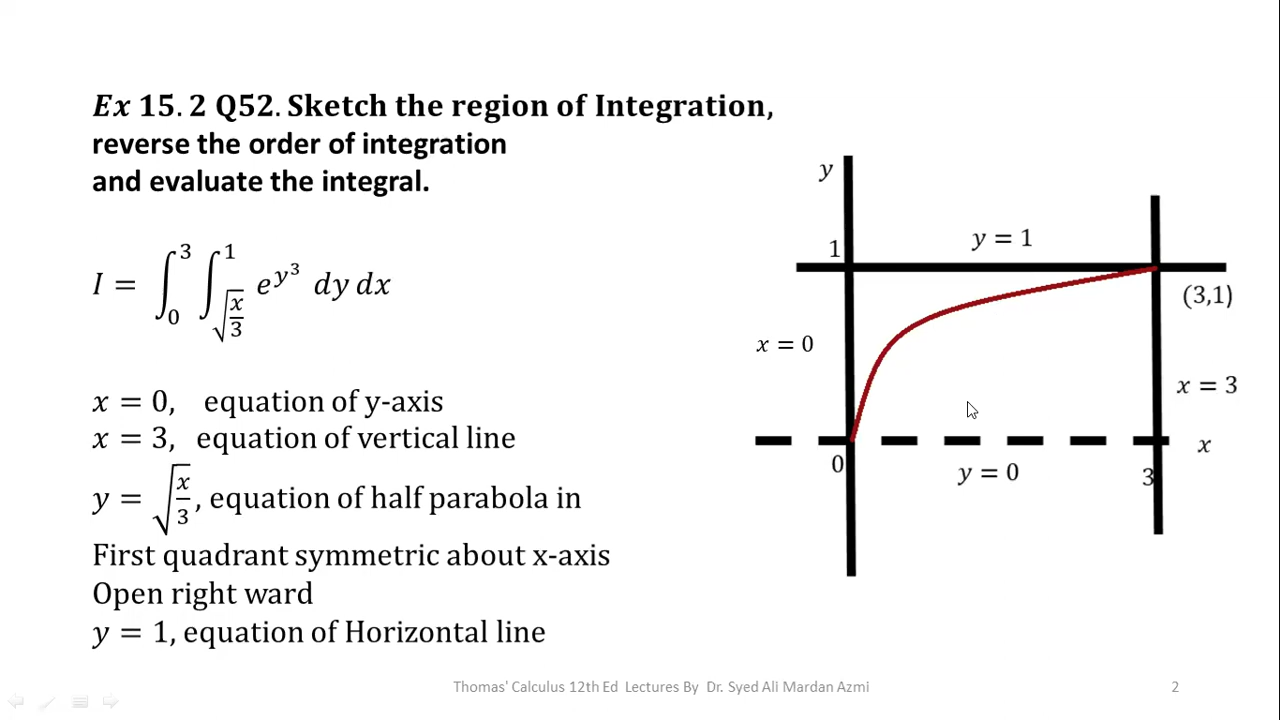 Ex 15. 2 Q52. Sketch the region of Integration,
reverse the order of integration
and evaluate the integral.
I = ∫₀³ ∫_{√(x/3)}^1 e^{y³} dy dx
x = 0, equation of y-axis
x = 3, equation of vertical line
y = √(x/3), equation of half parabola in
First quadrant symmetric about x-axis
Open right ward
y = 1, equation of Horizontal line
y
1
y = 1
(3,1)
x = 0
x = 3
x
0
y = 0
3
Thomas' Calculus 12th Ed Lectures By Dr. Syed Ali Mardan Azmi
2